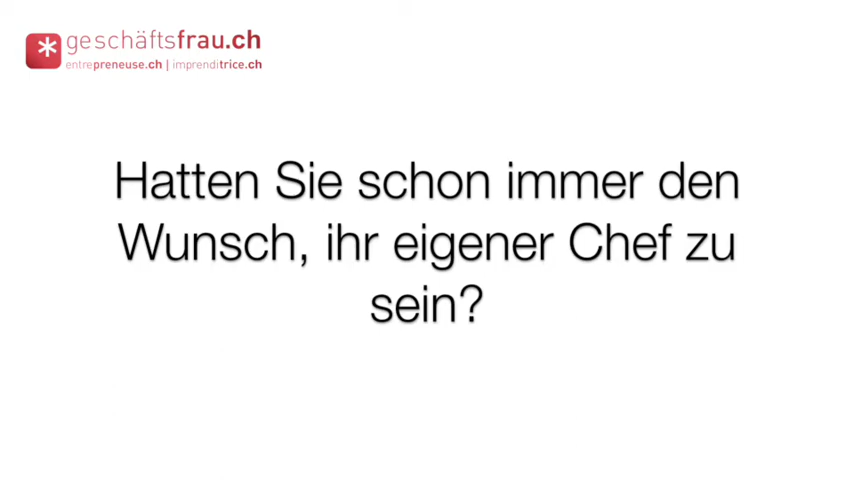 geschäftsfrau.ch
entrepreneuse.ch | imprenditrice.ch
Hatten Sie schon immer den
Wunsch, ihr eigener Chef zu
sein?